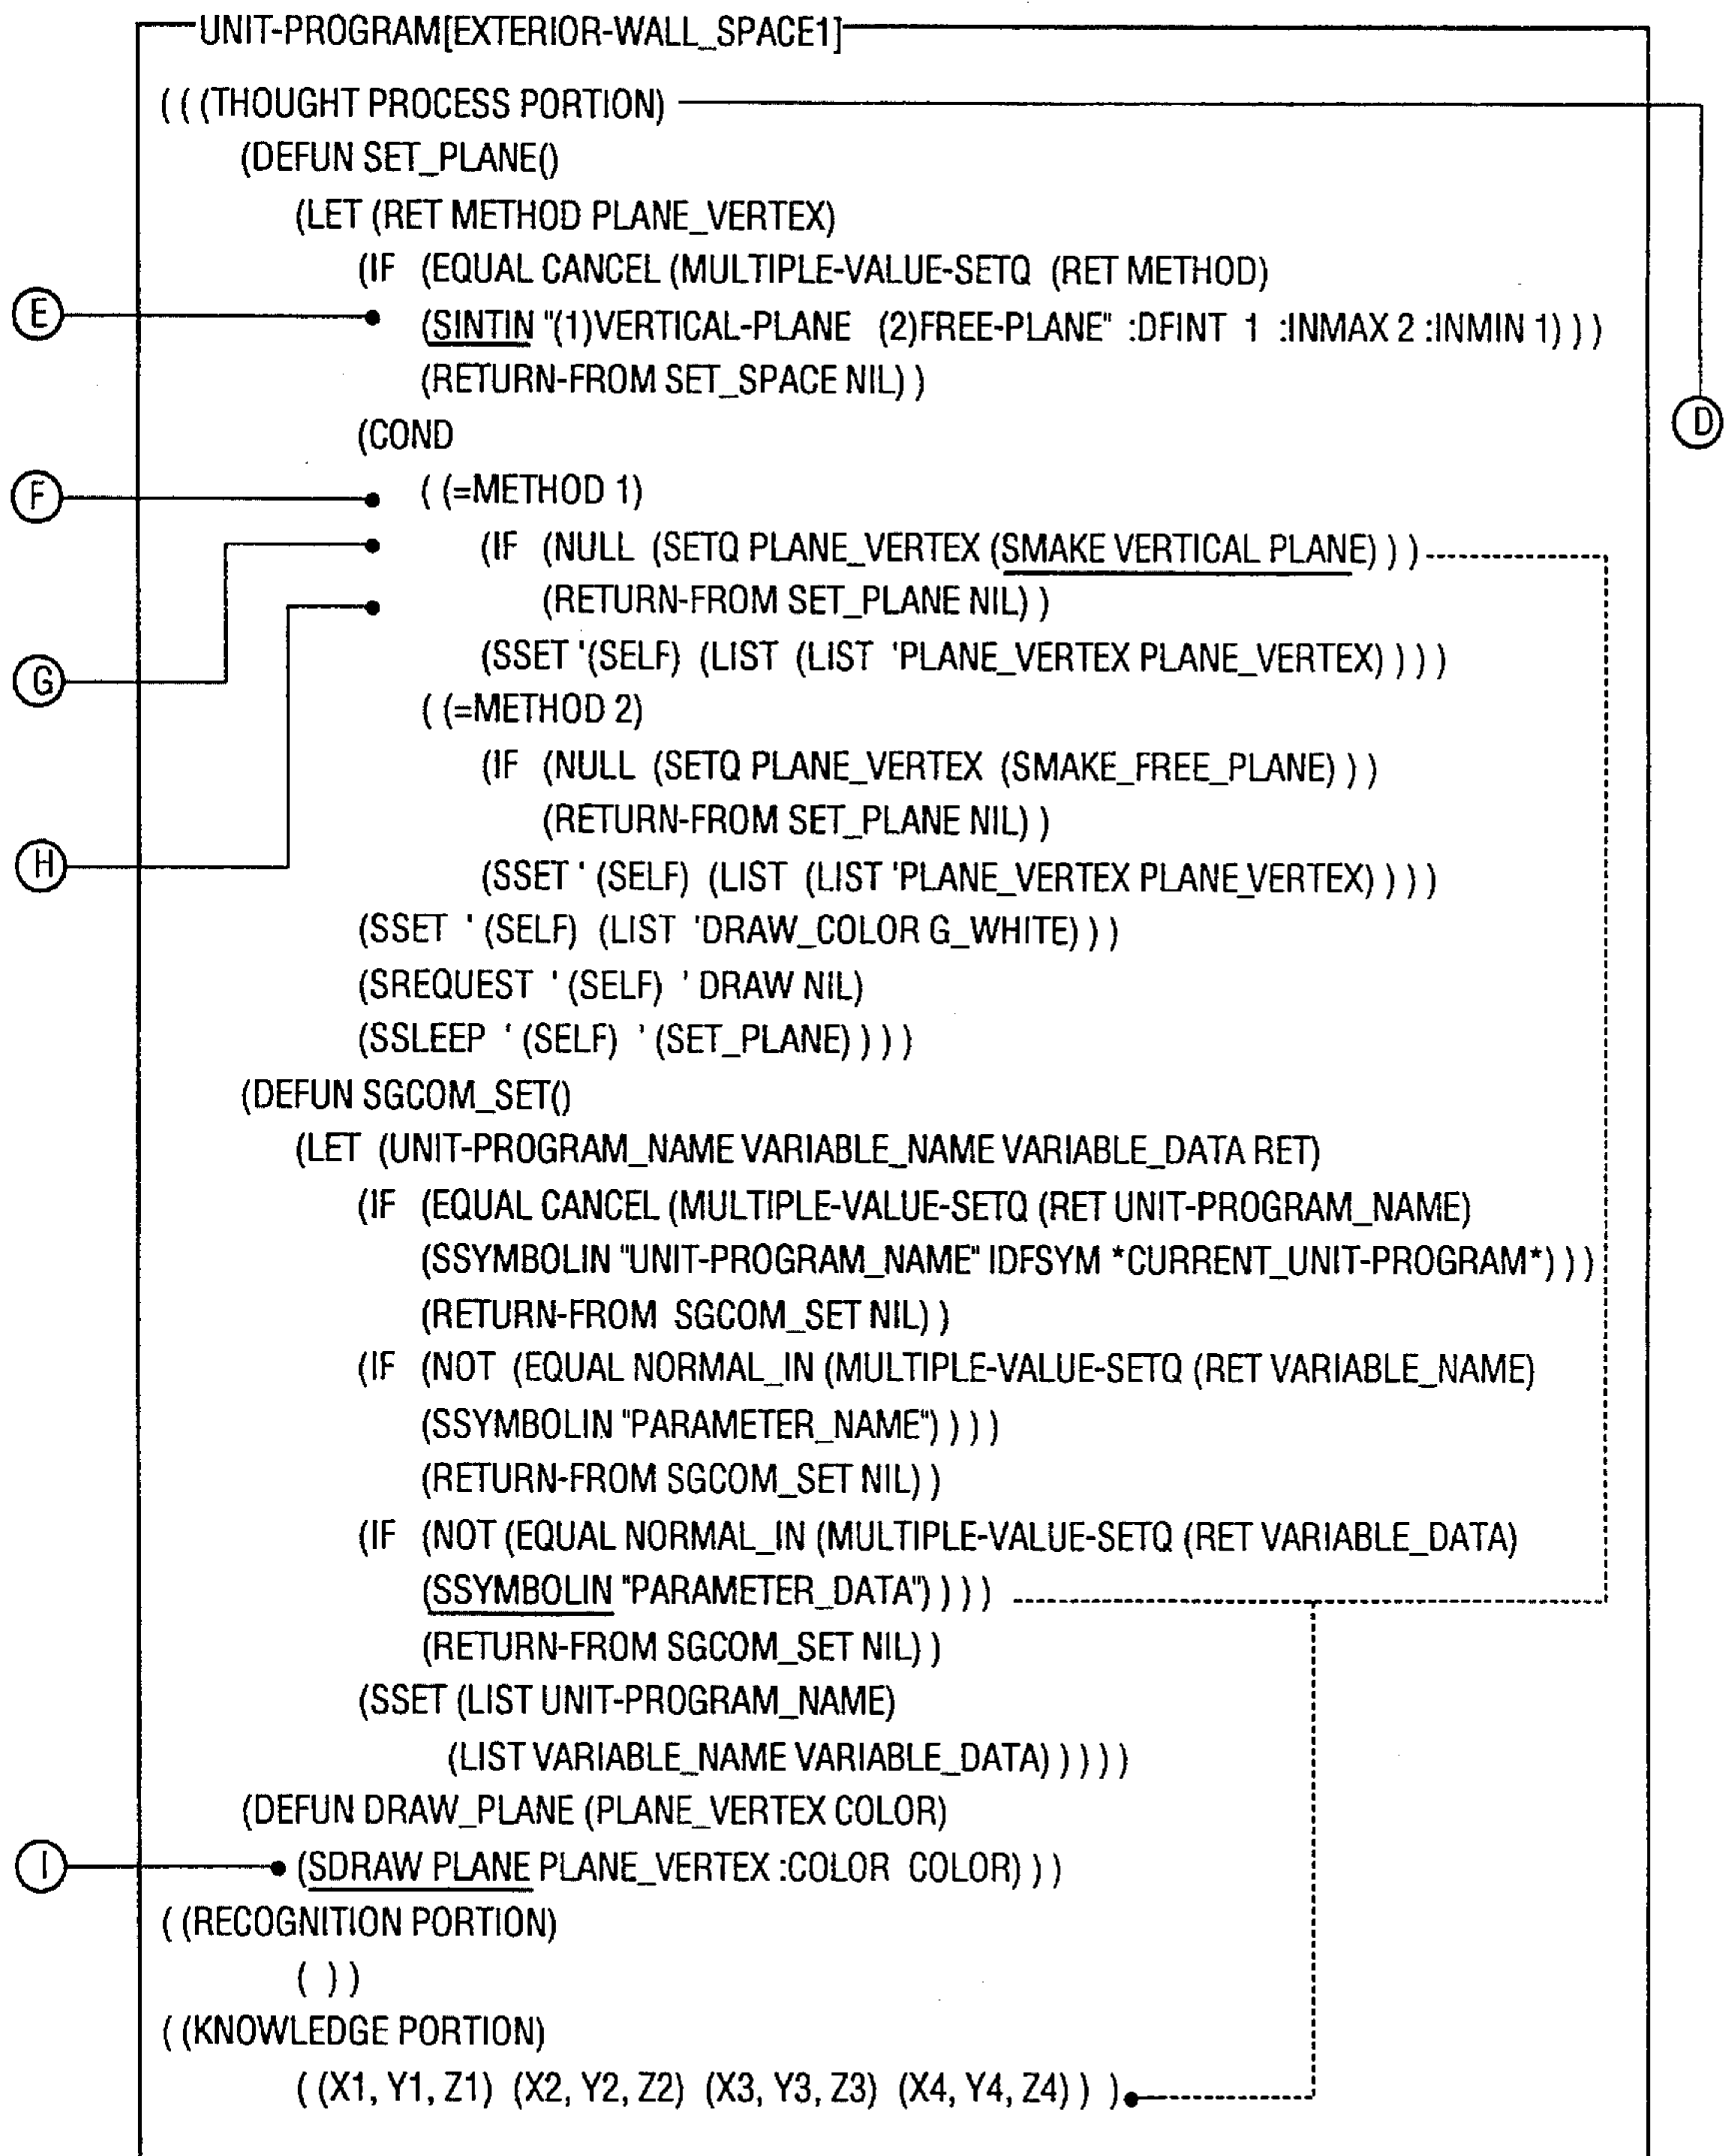 UNIT-PROGRAM[EXTERIOR-WALL_SPACE1]
( ( (THOUGHT PROCESS PORTION)
(DEFUN SET_PLANE()
(LET (RET METHOD PLANE_VERTEX)
(IF (EQUAL CANCEL (MULTIPLE-VALUE-SETQ (RET METHOD)
E
(SINTIN "(1)VERTICAL-PLANE (2)FREE-PLANE" :DFINT 1 :INMAX 2 :INMIN 1) ) )
(RETURN-FROM SET_SPACE NIL) )
D
(COND
F
( (=METHOD 1)
(IF (NULL (SETQ PLANE_VERTEX (SMAKE VERTICAL PLANE) ) )
(RETURN-FROM SET_PLANE NIL) )
G
(SSET '(SELF) (LIST (LIST 'PLANE_VERTEX PLANE_VERTEX) ) ) )
( (=METHOD 2)
(IF (NULL (SETQ PLANE_VERTEX (SMAKE_FREE_PLANE) ) )
(RETURN-FROM SET_PLANE NIL) )
H
(SSET ' (SELF) (LIST (LIST 'PLANE_VERTEX PLANE_VERTEX) ) ) )
(SSET ' (SELF) (LIST 'DRAW_COLOR G_WHITE) ) )
(SREQUEST ' (SELF) ' DRAW NIL)
(SSLEEP ' (SELF) ' (SET_PLANE) ) ) )
(DEFUN SGCOM_SET()
(LET (UNIT-PROGRAM_NAME VARIABLE_NAME VARIABLE_DATA RET)
(IF (EQUAL CANCEL (MULTIPLE-VALUE-SETQ (RET UNIT-PROGRAM_NAME)
(SSYMBOLIN "UNIT-PROGRAM_NAME" IDFSYM *CURRENT_UNIT-PROGRAM*) ) )
(RETURN-FROM SGCOM_SET NIL) )
(IF (NOT (EQUAL NORMAL_IN (MULTIPLE-VALUE-SETQ (RET VARIABLE_NAME)
(SSYMBOLIN "PARAMETER_NAME") ) ) )
(RETURN-FROM SGCOM_SET NIL) )
(IF (NOT (EQUAL NORMAL_IN (MULTIPLE-VALUE-SETQ (RET VARIABLE_DATA)
(SSYMBOLIN "PARAMETER_DATA") ) ) )
(RETURN-FROM SGCOM_SET NIL) )
(SSET (LIST UNIT-PROGRAM_NAME)
(LIST VARIABLE_NAME VARIABLE_DATA) ) ) ) )
(DEFUN DRAW_PLANE (PLANE_VERTEX COLOR)
I
(SDRAW PLANE PLANE_VERTEX :COLOR COLOR) ) )
( (RECOGNITION PORTION)
( ) )
( (KNOWLEDGE PORTION)
( (X1, Y1, Z1) (X2, Y2, Z2) (X3, Y3, Z3) (X4, Y4, Z4) ) )